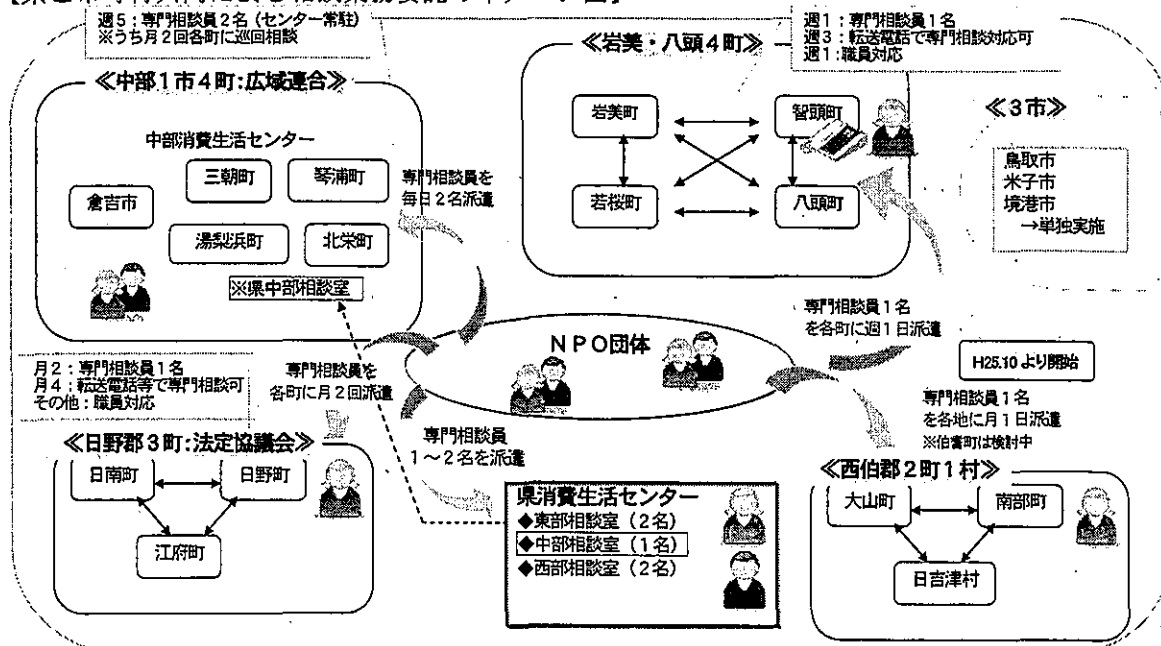 週5：専門相談員2名（センター常駐）
※うち月2回各町に巡回相談
≪中部1市4町：広域連合≫
中部消費生活センター
三朝町
琴浦町
倉吉市
湯梨浜町
北栄町
※県中部相談室
専門相談員を
毎日2名派遣
≪岩美・八頭4町≫
週1：専門相談員1名
週3：転送電話で専門相談対応可
週1：職員対応
岩美町
智頭町
若桜町
八頭町
≪3市≫
鳥取市
米子市
境港市
→単独実施
NPO団体
専門相談員1名
を各町に週1日派遣
H25.10より開始
専門相談員1名
を各地に月1日派遣
※伯耆町は検討中
月2：専門相談員1名
月4：転送電話等で専門相談可
その他：職員対応
専門相談員を
各町に月2回派遣
専門相談員
1～2名を派遣
≪日野郡3町：法定協議会≫
日南町
日野町
江府町
県消費生活センター
◆東部相談室（2名）
◆中部相談室（1名）
◆西部相談室（2名）
≪西伯郡2町1村≫
大山町
南部町
日吉津村